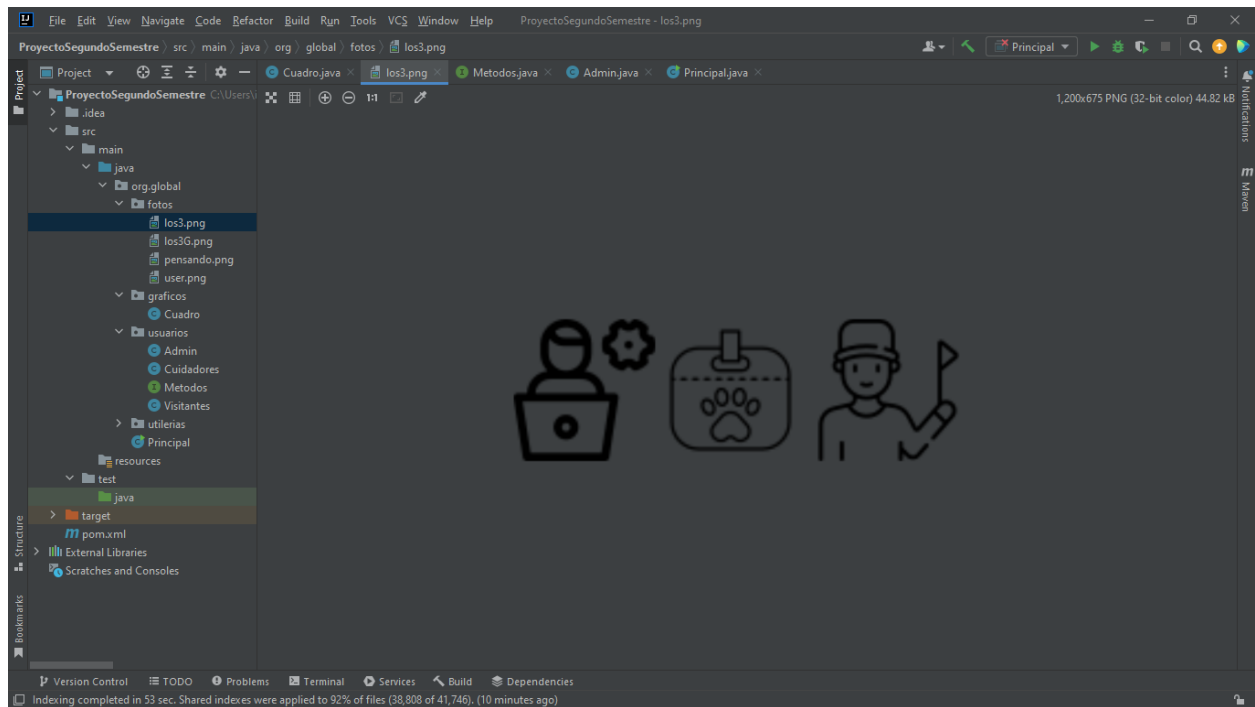 File Edit View Navigate Code Refactor Build Run Tools VCS Window Help ProyectoSegundoSemestre - los3.png
ProyectoSegundoSemestre src main java org global fotos los3.png Principal
Project Cuadro.java los3.png Metodos.java Admin.java Principal.java
ProyectoSegundoSemestre C:\Users\i 1:1 1,200x675 PNG (32-bit color) 44.82 kB
.idea
src
main
java
org.global
fotos
los3.png
los3G.png
pensando.png
user.png
graficos
Cuadro
usuarios
Admin
Cuidadores
Metodos
Visitantes
utilerias
Principal
resources
test
java
target
pom.xml
External Libraries
Scratches and Consoles
Project
Structure
Bookmarks
Notifications
Maven
Version Control TODO Problems Terminal Services Build Dependencies
Indexing completed in 53 sec. Shared indexes were applied to 92% of files (38,808 of 41,746). (10 minutes ago)